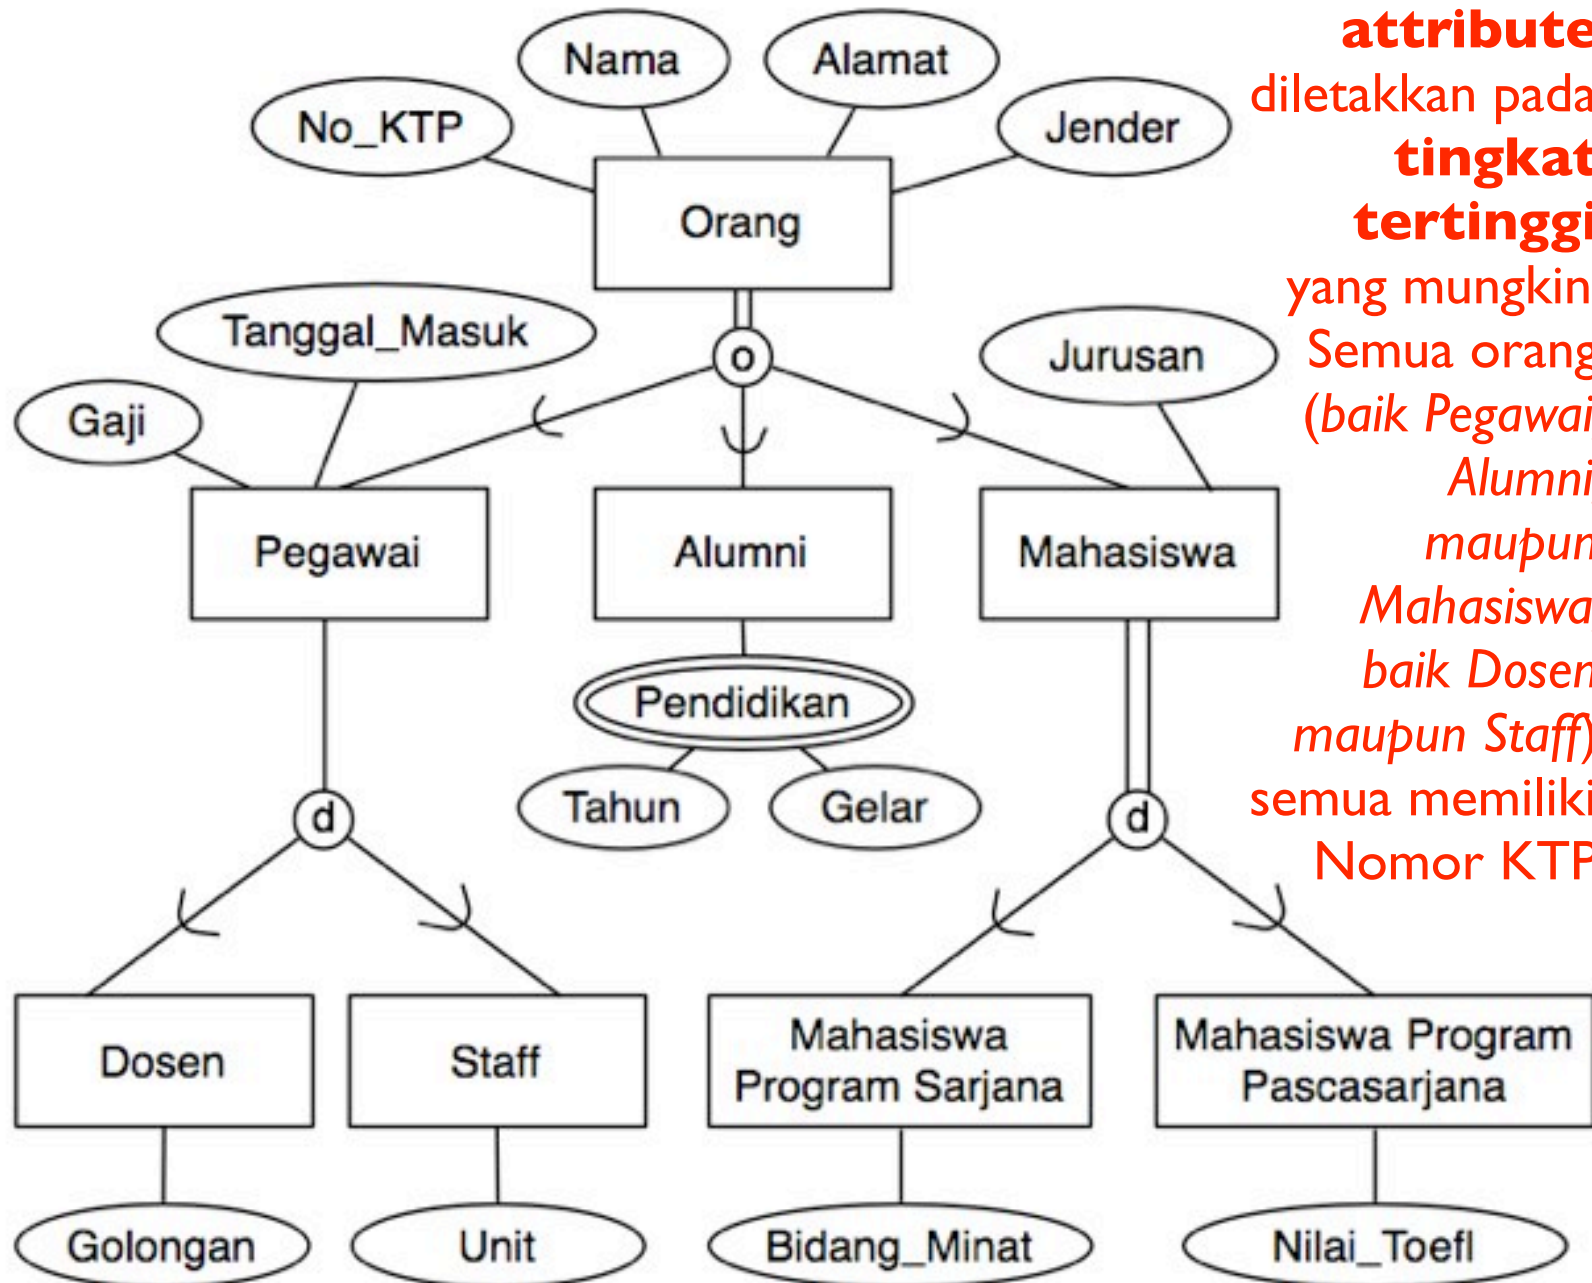 Nama
Alamat
No_KTP
Jender
Orang
Tanggal_Masuk
o
Jurusan
Gaji
Pegawai
Alumni
Mahasiswa
Pendidikan
Tahun
Gelar
d
d
Dosen
Staff
Mahasiswa
Program Sarjana
Mahasiswa Program
Pascasarjana
Golongan
Unit
Bidang_Minat
Nilai_Toefl
attribute
diletakkan pada
tingkat
tertinggi
yang mungkin
Semua orang
(baik Pegawai
Alumni
maupun
Mahasiswa
baik Dosen
maupun Staff)
semua memiliki
Nomor KTP